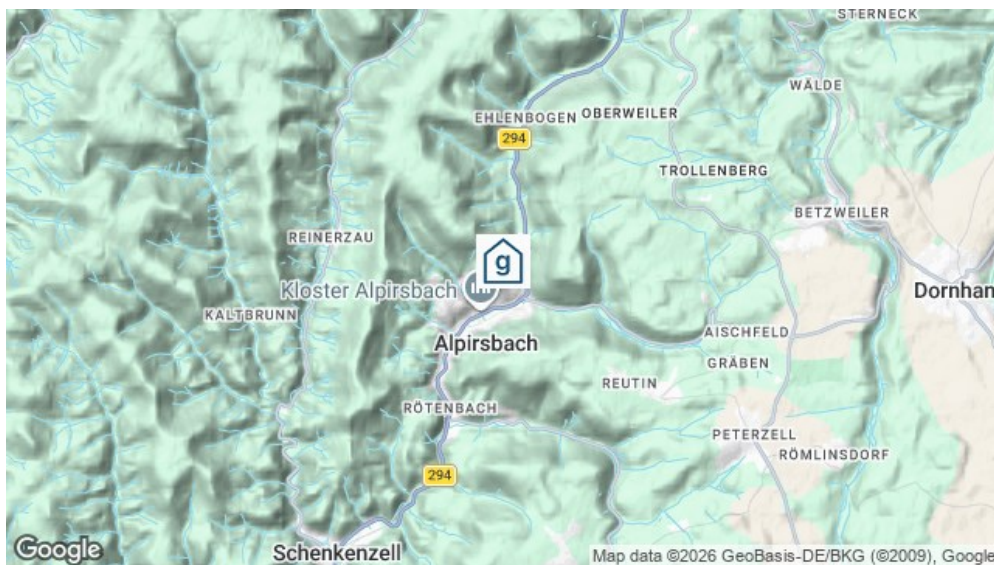 STERNECK
WÄLDE
EHLENBOGEN
OBERWEILER
294
TROLLENBERG
BETZWEILER
REINERZAU
g
Kloster Alpirsbach
Dornhan
KALTBRUNN
AISCHFELD
Alpirsbach
GRÄBEN
REUTIN
RÖTENBACH
PETERZELL
RÖMLINSDORF
294
Google
Schenkenzell
Map data ©2026 GeoBasis-DE/BKG (©2009), Google